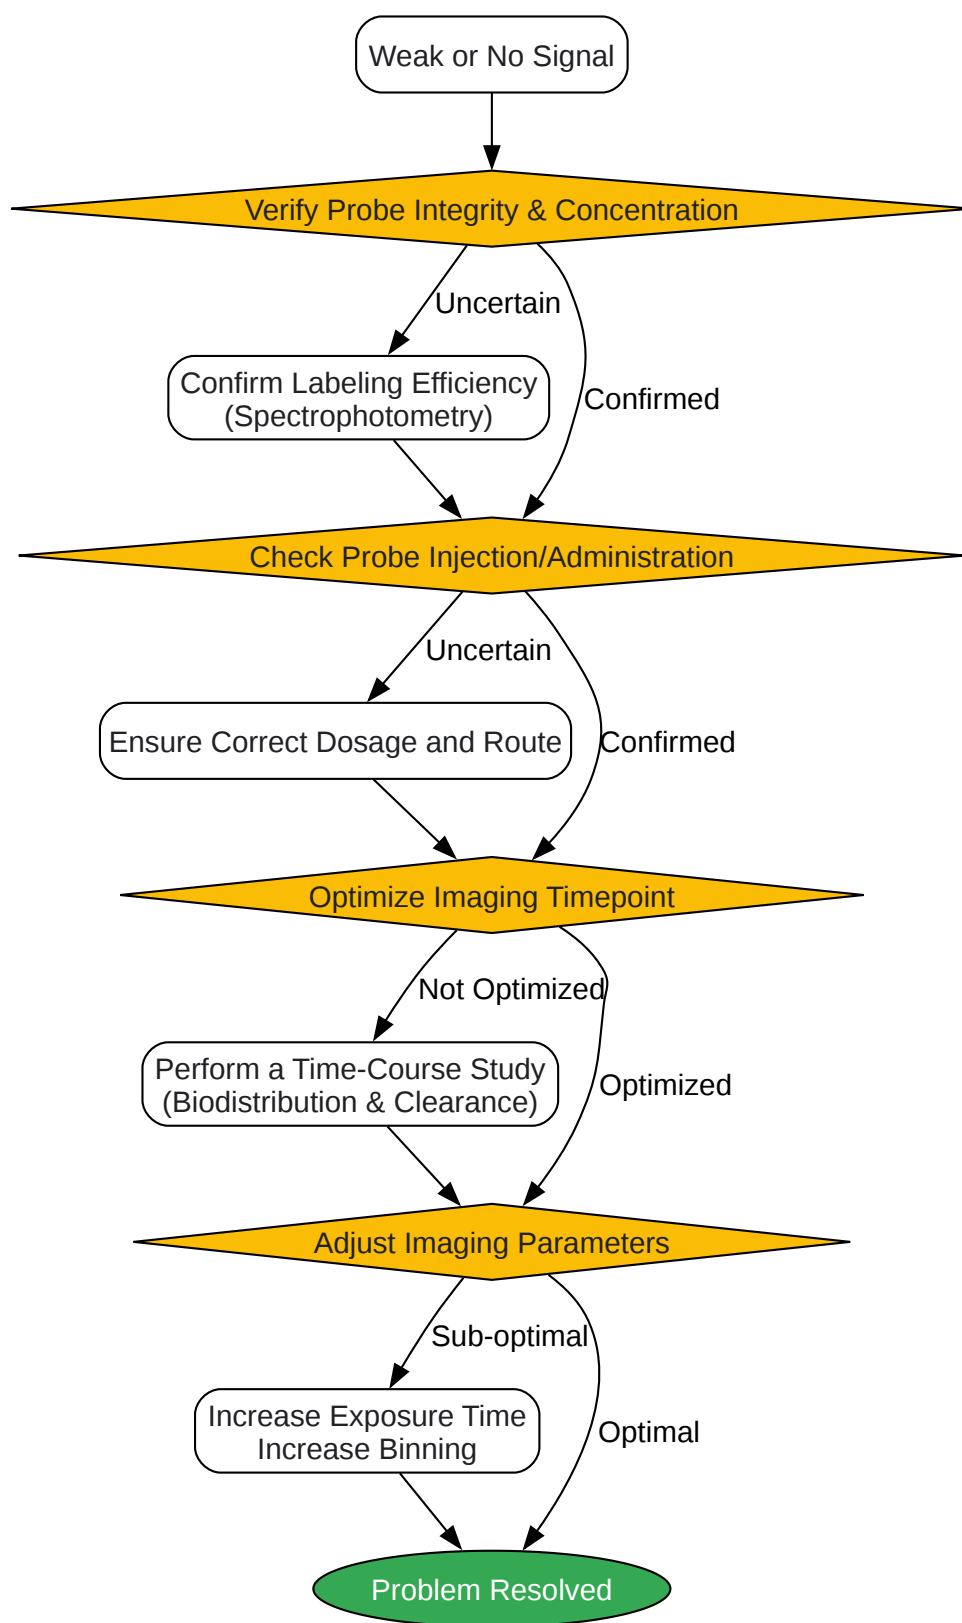 Weak or No Signal
Verify Probe Integrity & Concentration
Uncertain
Confirm Labeling Efficiency
(Spectrophotometry)
Confirmed
Check Probe Injection/Administration
Uncertain
Ensure Correct Dosage and Route
Confirmed
Optimize Imaging Timepoint
Not Optimized
Perform a Time-Course Study
(Biodistribution & Clearance)
Optimized
Adjust Imaging Parameters
Sub-optimal
Increase Exposure Time
Increase Binning
Optimal
Problem Resolved